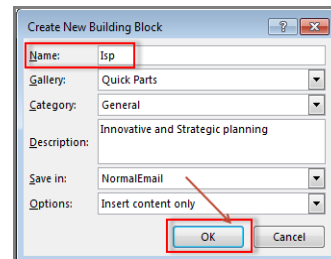 Create New Building Block
Name: Isp
Gallery: Quick Parts
Category: General
Description: Innovative and Strategic planning
Save in: NormalEmail
Options: Insert content only
OK Cancel